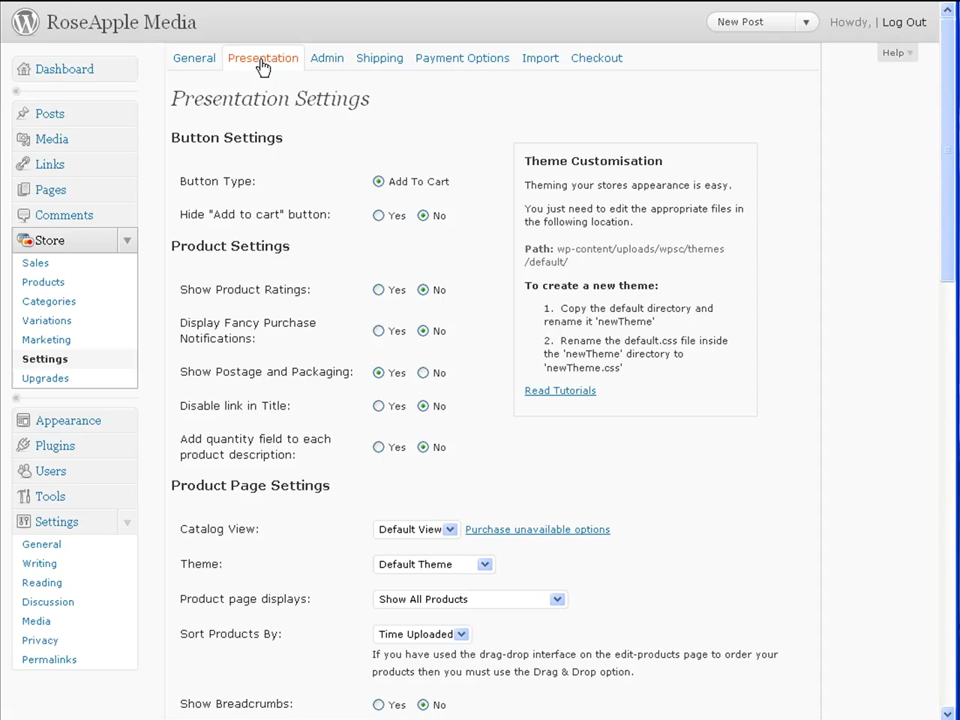 RoseApple Media
New Post
Howdy, | Log Out
Help
General Presentation Admin Shipping Payment Options Import Checkout
Dashboard
Posts
Media
Links
Pages
Comments
Store
Sales
Products
Categories
Variations
Marketing
Settings
Upgrades
Appearance
Plugins
Users
Tools
Settings
General
Writing
Reading
Discussion
Media
Privacy
Permalinks
Presentation Settings
Button Settings
Button Type: Add To Cart
Hide "Add to cart" button: Yes No
Product Settings
Show Product Ratings: Yes No
Display Fancy Purchase
Notifications: Yes No
Show Postage and Packaging: Yes No
Disable link in Title: Yes No
Add quantity field to each
product description: Yes No
Product Page Settings
Catalog View: Default View Purchase unavailable options
Theme: Default Theme
Product page displays: Show All Products
Sort Products By: Time Uploaded
If you have used the drag-drop interface on the edit-products page to order your
products then you must use the Drag & Drop option.
Show Breadcrumbs: Yes No
Theme Customisation
Theming your stores appearance is easy.
You just need to edit the appropriate files in
the following location.
Path: wp-content/uploads/wpsc/themes
/default/
To create a new theme:
1. Copy the default directory and
rename it 'newTheme'
2. Rename the default.css file inside
the 'newTheme' directory to
'newTheme.css'
Read Tutorials